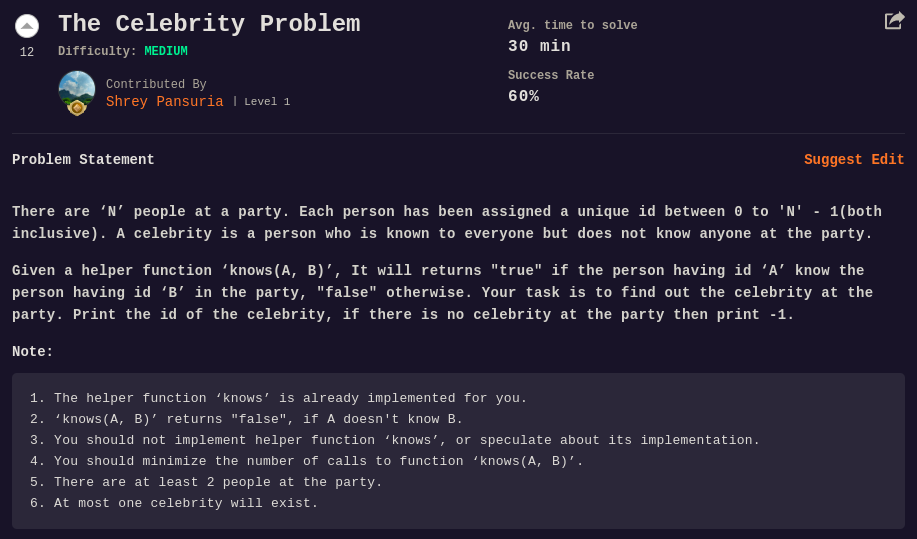 The Celebrity Problem
12
Difficulty: MEDIUM
Contributed By
Shrey Pansuria | Level 1
Avg. time to solve
30 min
Success Rate
60%
Problem Statement
Suggest Edit
There are ‘N’ people at a party. Each person has been assigned a unique id between 0 to 'N' - 1(both
inclusive). A celebrity is a person who is known to everyone but does not know anyone at the party.
Given a helper function ‘knows(A, B)’, It will returns "true" if the person having id ‘A’ know the
person having id ‘B’ in the party, "false" otherwise. Your task is to find out the celebrity at the
party. Print the id of the celebrity, if there is no celebrity at the party then print -1.
Note:
1. The helper function ‘knows’ is already implemented for you.
2. ‘knows(A, B)’ returns "false", if A doesn't know B.
3. You should not implement helper function ‘knows’, or speculate about its implementation.
4. You should minimize the number of calls to function ‘knows(A, B)’.
5. There are at least 2 people at the party.
6. At most one celebrity will exist.